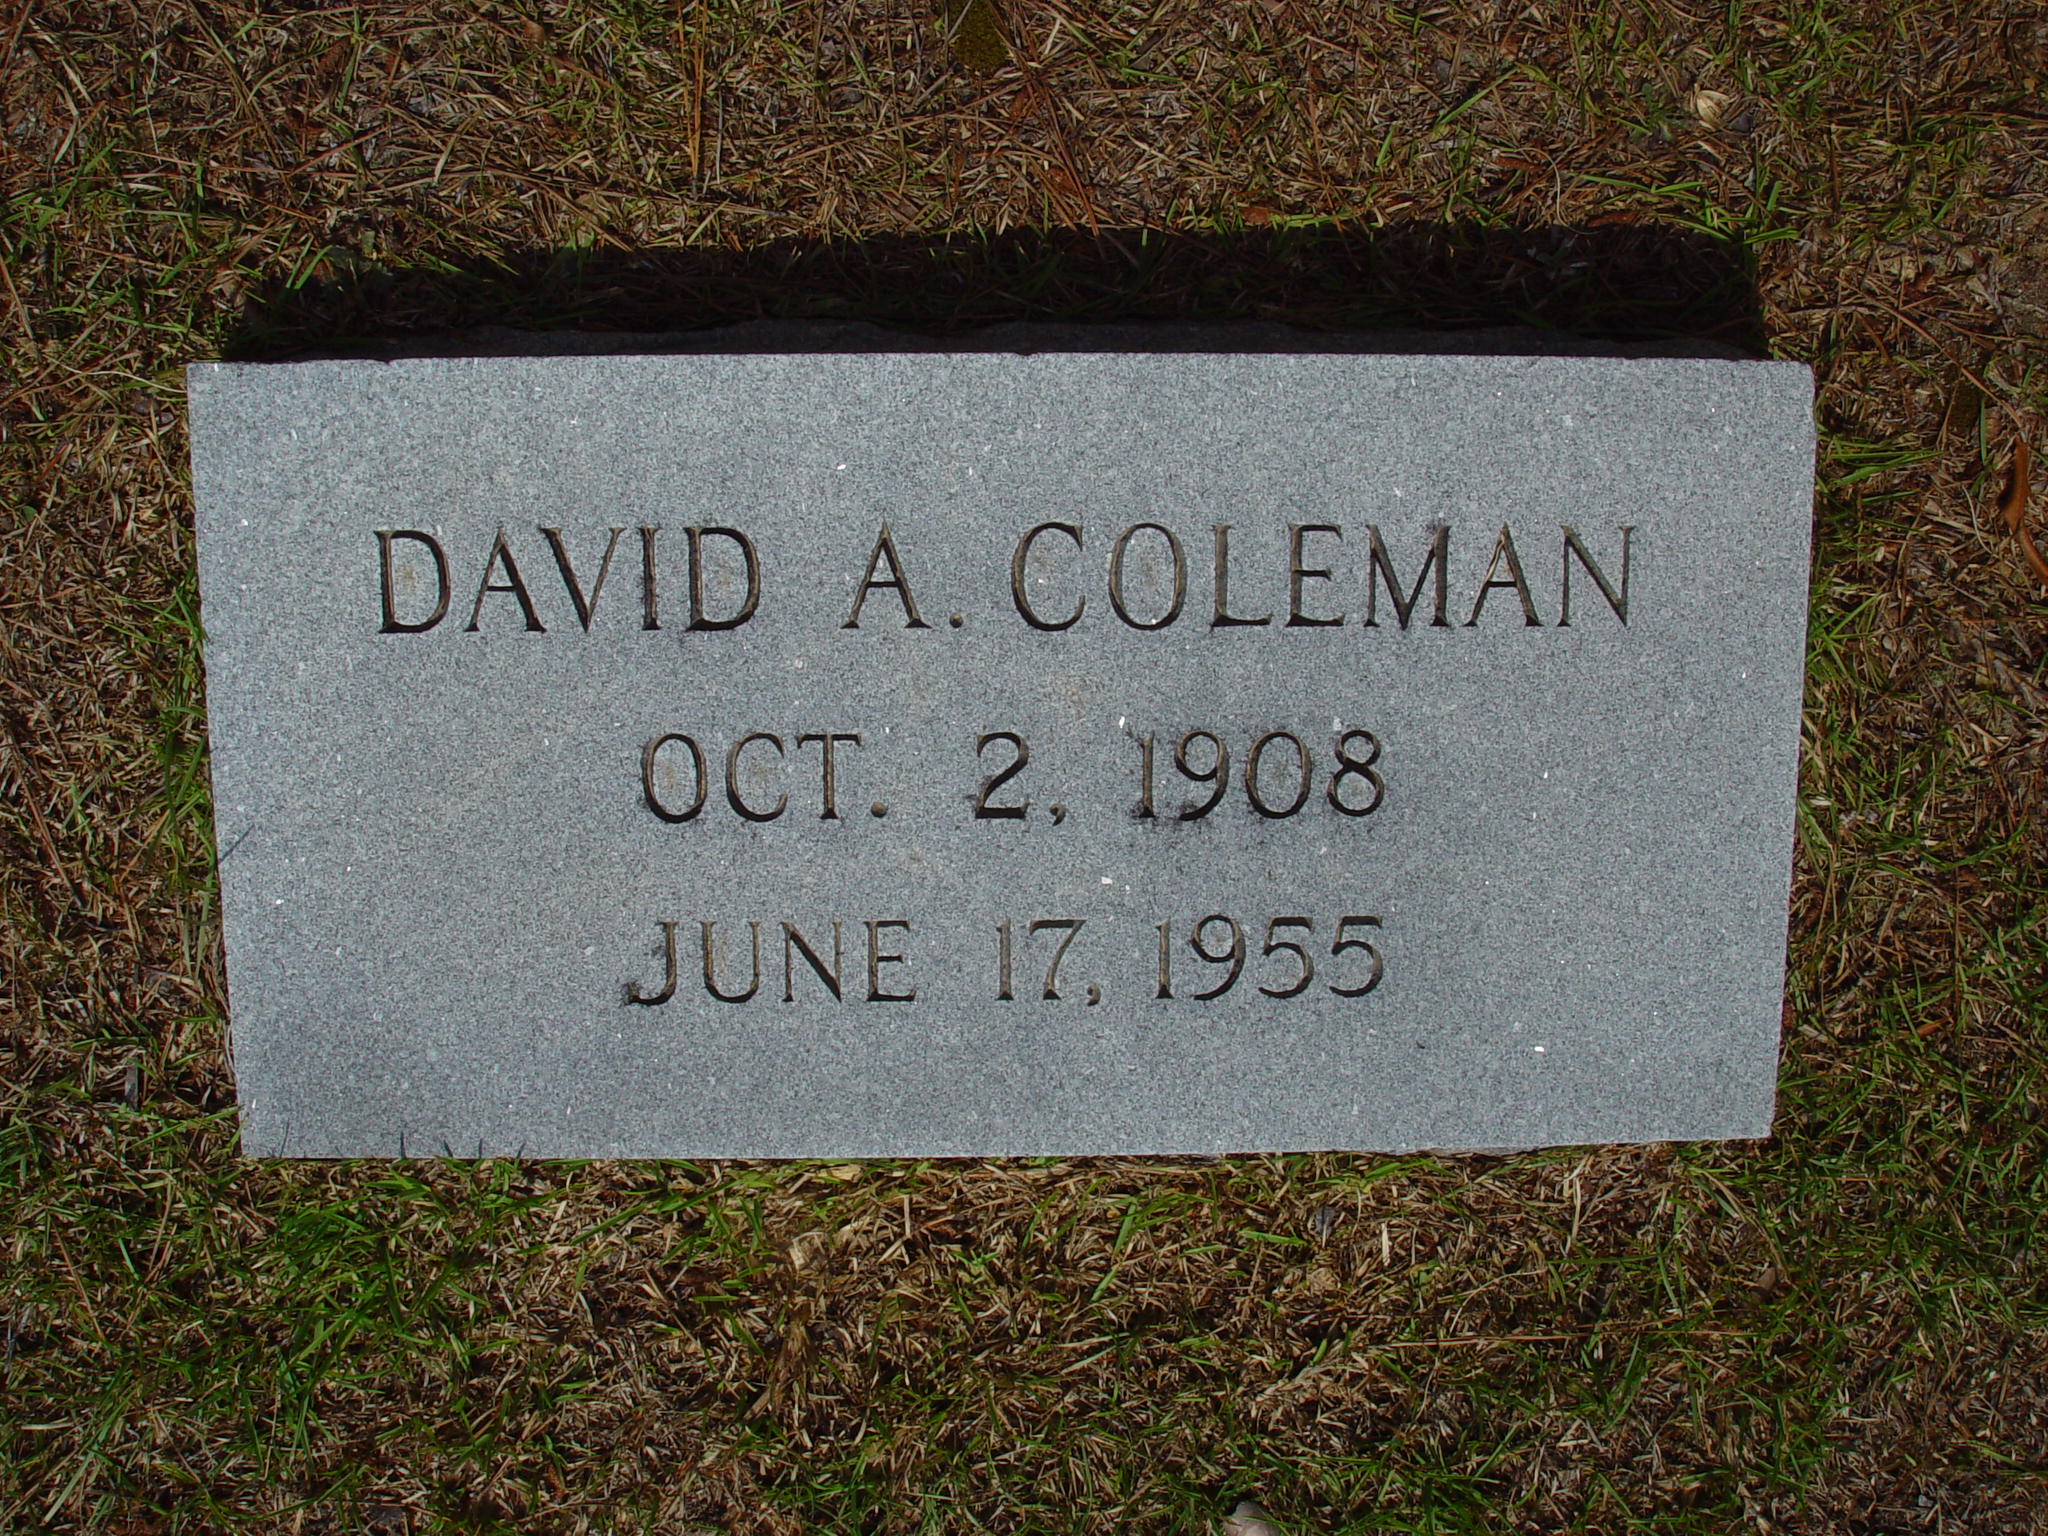 DAVID A. COLEMAN
OCT. 2, 1908
JUNE 17, 1955